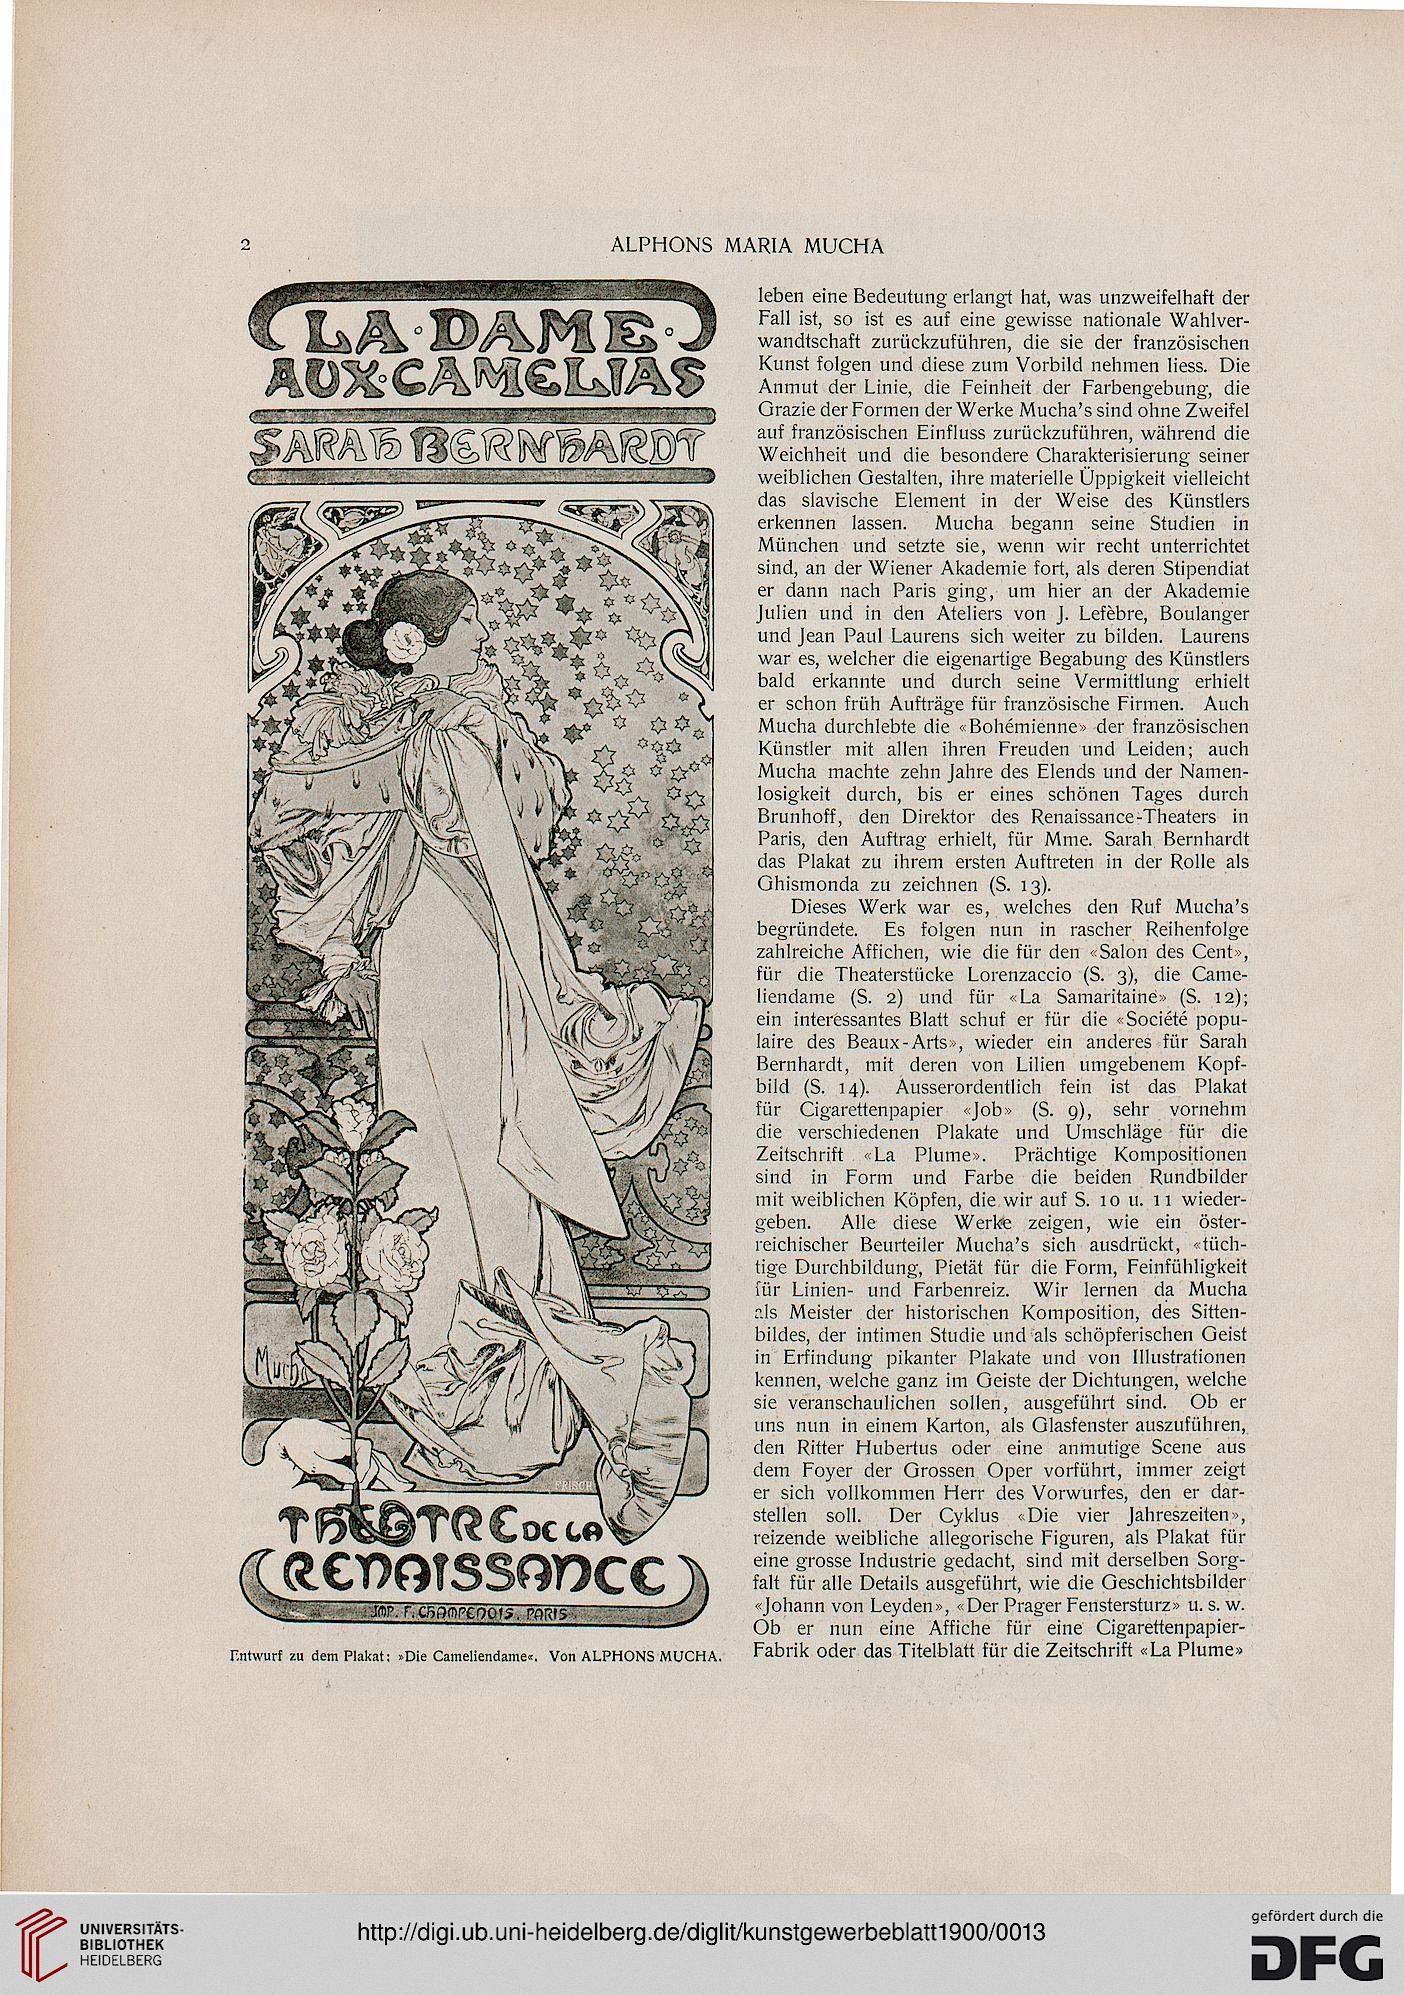 2
ALPHONS MARIA MUCHA
LA · DAME ·
AUX · CAMELIAS
SARAH BERNHARDT
Mucha
FRISCH
THEATRE DE LA
RENAISSANCE
IMP. F. CHAMPENOIS. PARIS
Entwurf zu dem Plakat: »Die Cameliendame«. Von ALPHONS MUCHA.
leben eine Bedeutung erlangt hat, was unzweifelhaft der
Fall ist, so ist es auf eine gewisse nationale Wahlver-
wandtschaft zurückzuführen, die sie der französischen
Kunst folgen und diese zum Vorbild nehmen liess. Die
Anmut der Linie, die Feinheit der Farbengebung, die
Grazie der Formen der Werke Mucha's sind ohne Zweifel
auf französischen Einfluss zurückzuführen, während die
Weichheit und die besondere Charakterisierung seiner
weiblichen Gestalten, ihre materielle Üppigkeit vielleicht
das slavische Element in der Weise des Künstlers
erkennen lassen. Mucha begann seine Studien in
München und setzte sie, wenn wir recht unterrichtet
sind, an der Wiener Akademie fort, als deren Stipendiat
er dann nach Paris ging, um hier an der Akademie
Julien und in den Ateliers von J. Lefèbre, Boulanger
und Jean Paul Laurens sich weiter zu bilden. Laurens
war es, welcher die eigenartige Begabung des Künstlers
bald erkannte und durch seine Vermittlung erhielt
er schon früh Aufträge für französische Firmen. Auch
Mucha durchlebte die «Bohémienne» der französischen
Künstler mit allen ihren Freuden und Leiden; auch
Mucha machte zehn Jahre des Elends und der Namen-
losigkeit durch, bis er eines schönen Tages durch
Brunhoff, den Direktor des Renaissance-Theaters in
Paris, den Auftrag erhielt, für Mme. Sarah Bernhardt
das Plakat zu ihrem ersten Auftreten in der Rolle als
Ghismonda zu zeichnen (S. 13).
Dieses Werk war es, welches den Ruf Mucha's
begründete. Es folgen nun in rascher Reihenfolge
zahlreiche Affichen, wie die für den «Salon des Cent»,
für die Theaterstücke Lorenzaccio (S. 3), die Came-
liendame (S. 2) und für «La Samaritaine» (S. 12);
ein interessantes Blatt schuf er für die «Société popu-
laire des Beaux-Arts», wieder ein anderes für Sarah
Bernhardt, mit deren von Lilien umgebenem Kopf-
bild (S. 14). Ausserordentlich fein ist das Plakat
für Cigarettenpapier «Job» (S. 9), sehr vornehm
die verschiedenen Plakate und Umschläge für die
Zeitschrift «La Plume». Prächtige Kompositionen
sind in Form und Farbe die beiden Rundbilder
mit weiblichen Köpfen, die wir auf S. 10 u. 11 wieder-
geben. Alle diese Werke zeigen, wie ein öster-
reichischer Beurteiler Mucha's sich ausdrückt, «tüch-
tige Durchbildung, Pietät für die Form, Feinfühligkeit
für Linien- und Farbenreiz. Wir lernen da Mucha
als Meister der historischen Komposition, des Sitten-
bildes, der intimen Studie und als schöpferischen Geist
in Erfindung pikanter Plakate und von Illustrationen
kennen, welche ganz im Geiste der Dichtungen, welche
sie veranschaulichen sollen, ausgeführt sind. Ob er
uns nun in einem Karton, als Glasfenster auszuführen,
den Ritter Hubertus oder eine anmutige Scene aus
dem Foyer der Grossen Oper vorführt, immer zeigt
er sich vollkommen Herr des Vorwurfes, den er dar-
stellen soll. Der Cyklus «Die vier Jahreszeiten»,
reizende weibliche allegorische Figuren, als Plakat für
eine grosse Industrie gedacht, sind mit derselben Sorg-
falt für alle Details ausgeführt, wie die Geschichtsbilder
«Johann von Leyden», «Der Prager Fenstersturz» u. s. w.
Ob er nun eine Affiche für eine Cigarettenpapier-
Fabrik oder das Titelblatt für die Zeitschrift «La Plume»
UNIVERSITÄTS-
BIBLIOTHEK
HEIDELBERG
http://digi.ub.uni-heidelberg.de/diglit/kunstgewerbeblatt1900/0013
gefördert durch die
DFG